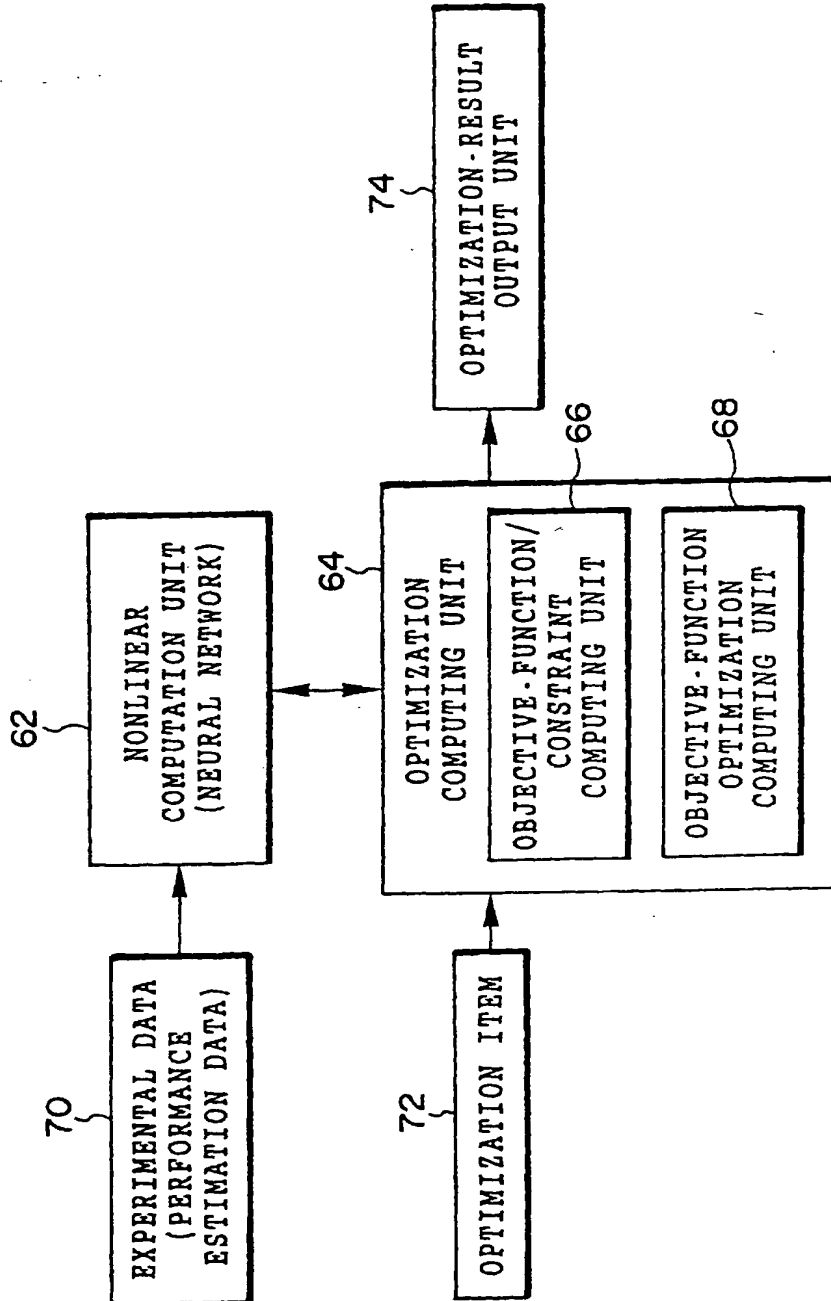 70
EXPERIMENTAL DATA
(PERFORMANCE
ESTIMATION DATA)
62
NONLINEAR
COMPUTATION UNIT
(NEURAL NETWORK)
72
OPTIMIZATION ITEM
64
OPTIMIZATION
COMPUTING UNIT
66
OBJECTIVE-FUNCTION/
CONSTRAINT
COMPUTING UNIT
68
OBJECTIVE-FUNCTION
OPTIMIZATION
COMPUTING UNIT
74
OPTIMIZATION-RESULT
OUTPUT UNIT